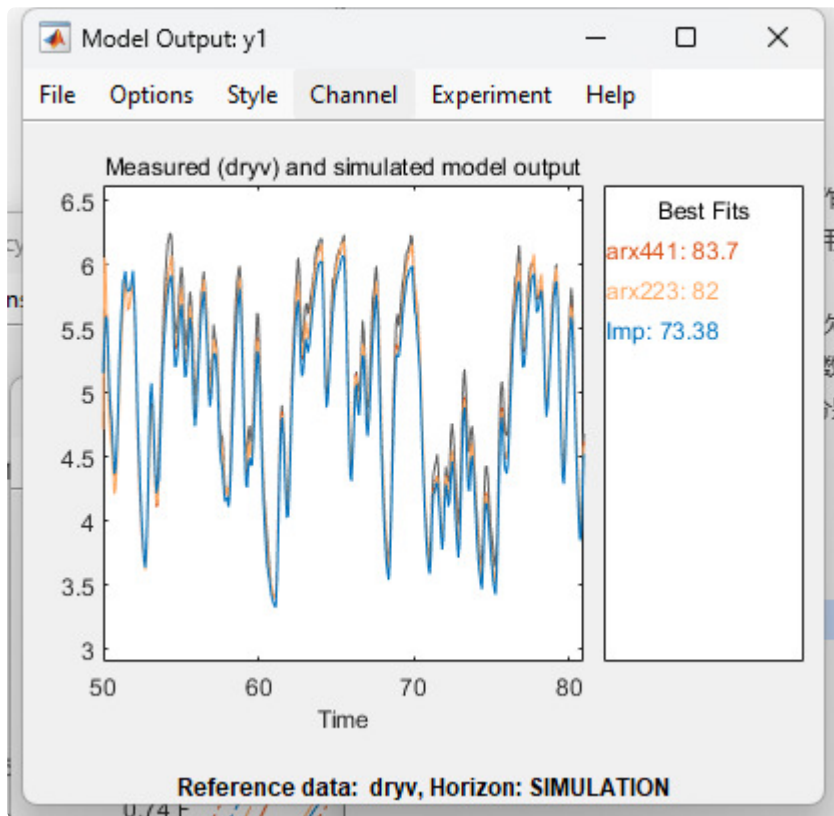 Model Output: y1
File Options Style Channel Experiment Help
Measured (dryv) and simulated model output
6.5
6
5.5
5
4.5
4
3.5
3
50 60 70 80
Time
Best Fits
arx441: 83.7
arx223: 82
Imp: 73.38
Reference data: dryv, Horizon: SIMULATION
0.74